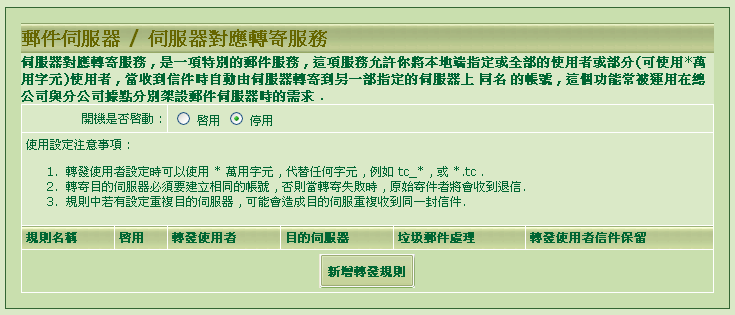 郵件伺服器 / 伺服器對應轉寄服務
伺服器對應轉寄服務，是一項特別的郵件服務，這項服務允許你將本地端指定或全部的使用者或部分(可使用*萬
用字元)使用者，當收到信件時自動由伺服器轉寄到另一部指定的伺服器上 同名 的帳號，這個功能常被運用在總
公司與分公司據點分別架設郵件伺服器時的需求．
開機是否啓動： 啓用 停用
使用設定注意事項：
1. 轉發使用者設定時可以使用 * 萬用字元，代替任何字元，例如 tc_*，或 *.tc．
2. 轉寄目的伺服器必須要建立相同的帳號，否則當轉寄失敗時，原始寄件者將會收到退信.
3. 規則中若有設定重複目的伺服器，可能會造成目的伺服重複收到同一封信件.
規則名稱 啓用 轉發使用者 目的伺服器 垃圾郵件處理 轉發使用者信件保留
新增轉發規則